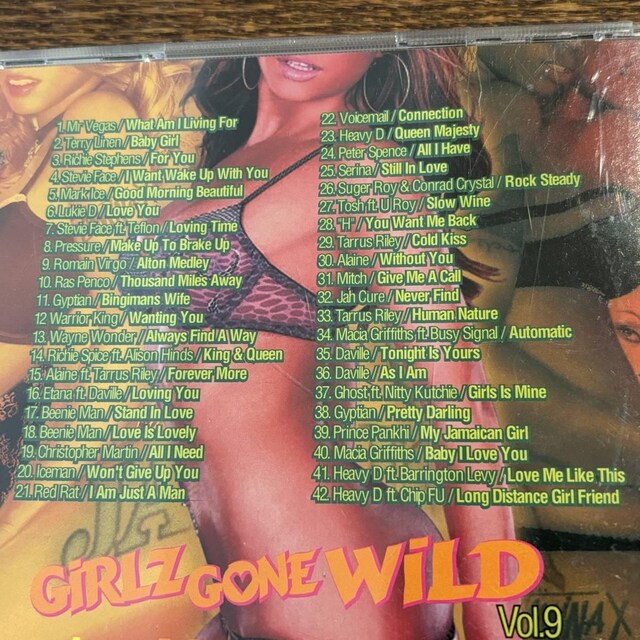 1. Mr Vegas / What Am I Living For
2. Terry Linen / Baby Girl
3. Richie Stephens / For You
4. Stevie Face / I Want Wake Up With You
5. Mark Ice / Good Morning Beautiful
6. Lukie D / Love You
7. Stevie Face ft. Teflon / Loving Time
8. Pressure / Make Up To Brake Up
9. Romain Virgo / Alton Medley
10. Ras Penco / Thousand Miles Away
11. Gyptian / Bingimans Wife
12. Warrior King / Wanting You
13. Wayne Wonder / Always Find A Way
14. Richie Spice ft. Alison Hinds / King & Queen
15. Alaine ft Tarrus Riley / Forever More
16. Etana ft. Daville / Loving You
17. Beenie Man / Stand In Love
18. Beenie Man / Love Is Lovely
19. Christopher Martin / All I Need
20. Iceman / Won't Give Up You
21. Red Rat / I Am Just A Man
22. Voicemail / Connection
23. Heavy D / Queen Majesty
24. Peter Spence / All I Have
25. Serina / Still In Love
26. Suger Roy & Conrad Crystal / Rock Steady
27. Tosh ft. U Roy / Slow Wine
28. "H" / You Want Me Back
29. Tarrus Riley / Cold Kiss
30. Alaine / Without You
31. Mitch / Give Me A Call
32. Jah Cure / Never Find
33. Tarrus Riley / Human Nature
34. Macia Griffiths ft. Busy Signal / Automatic
35. Daville / Tonight Is Yours
36. Daville / As I Am
37. Ghost ft. Nitty Kutchie / Girls Is Mine
38. Gyptian / Pretty Darling
39. Prince Pankhi / My Jamaican Girl
40. Macia Griffiths / Baby I Love You
41. Heavy D ft. Barrington Levy / Love Me Like This
42. Heavy D ft. Chip FU / Long Distance Girl Friend
GiRLZ GONE WiLD
Vol.9